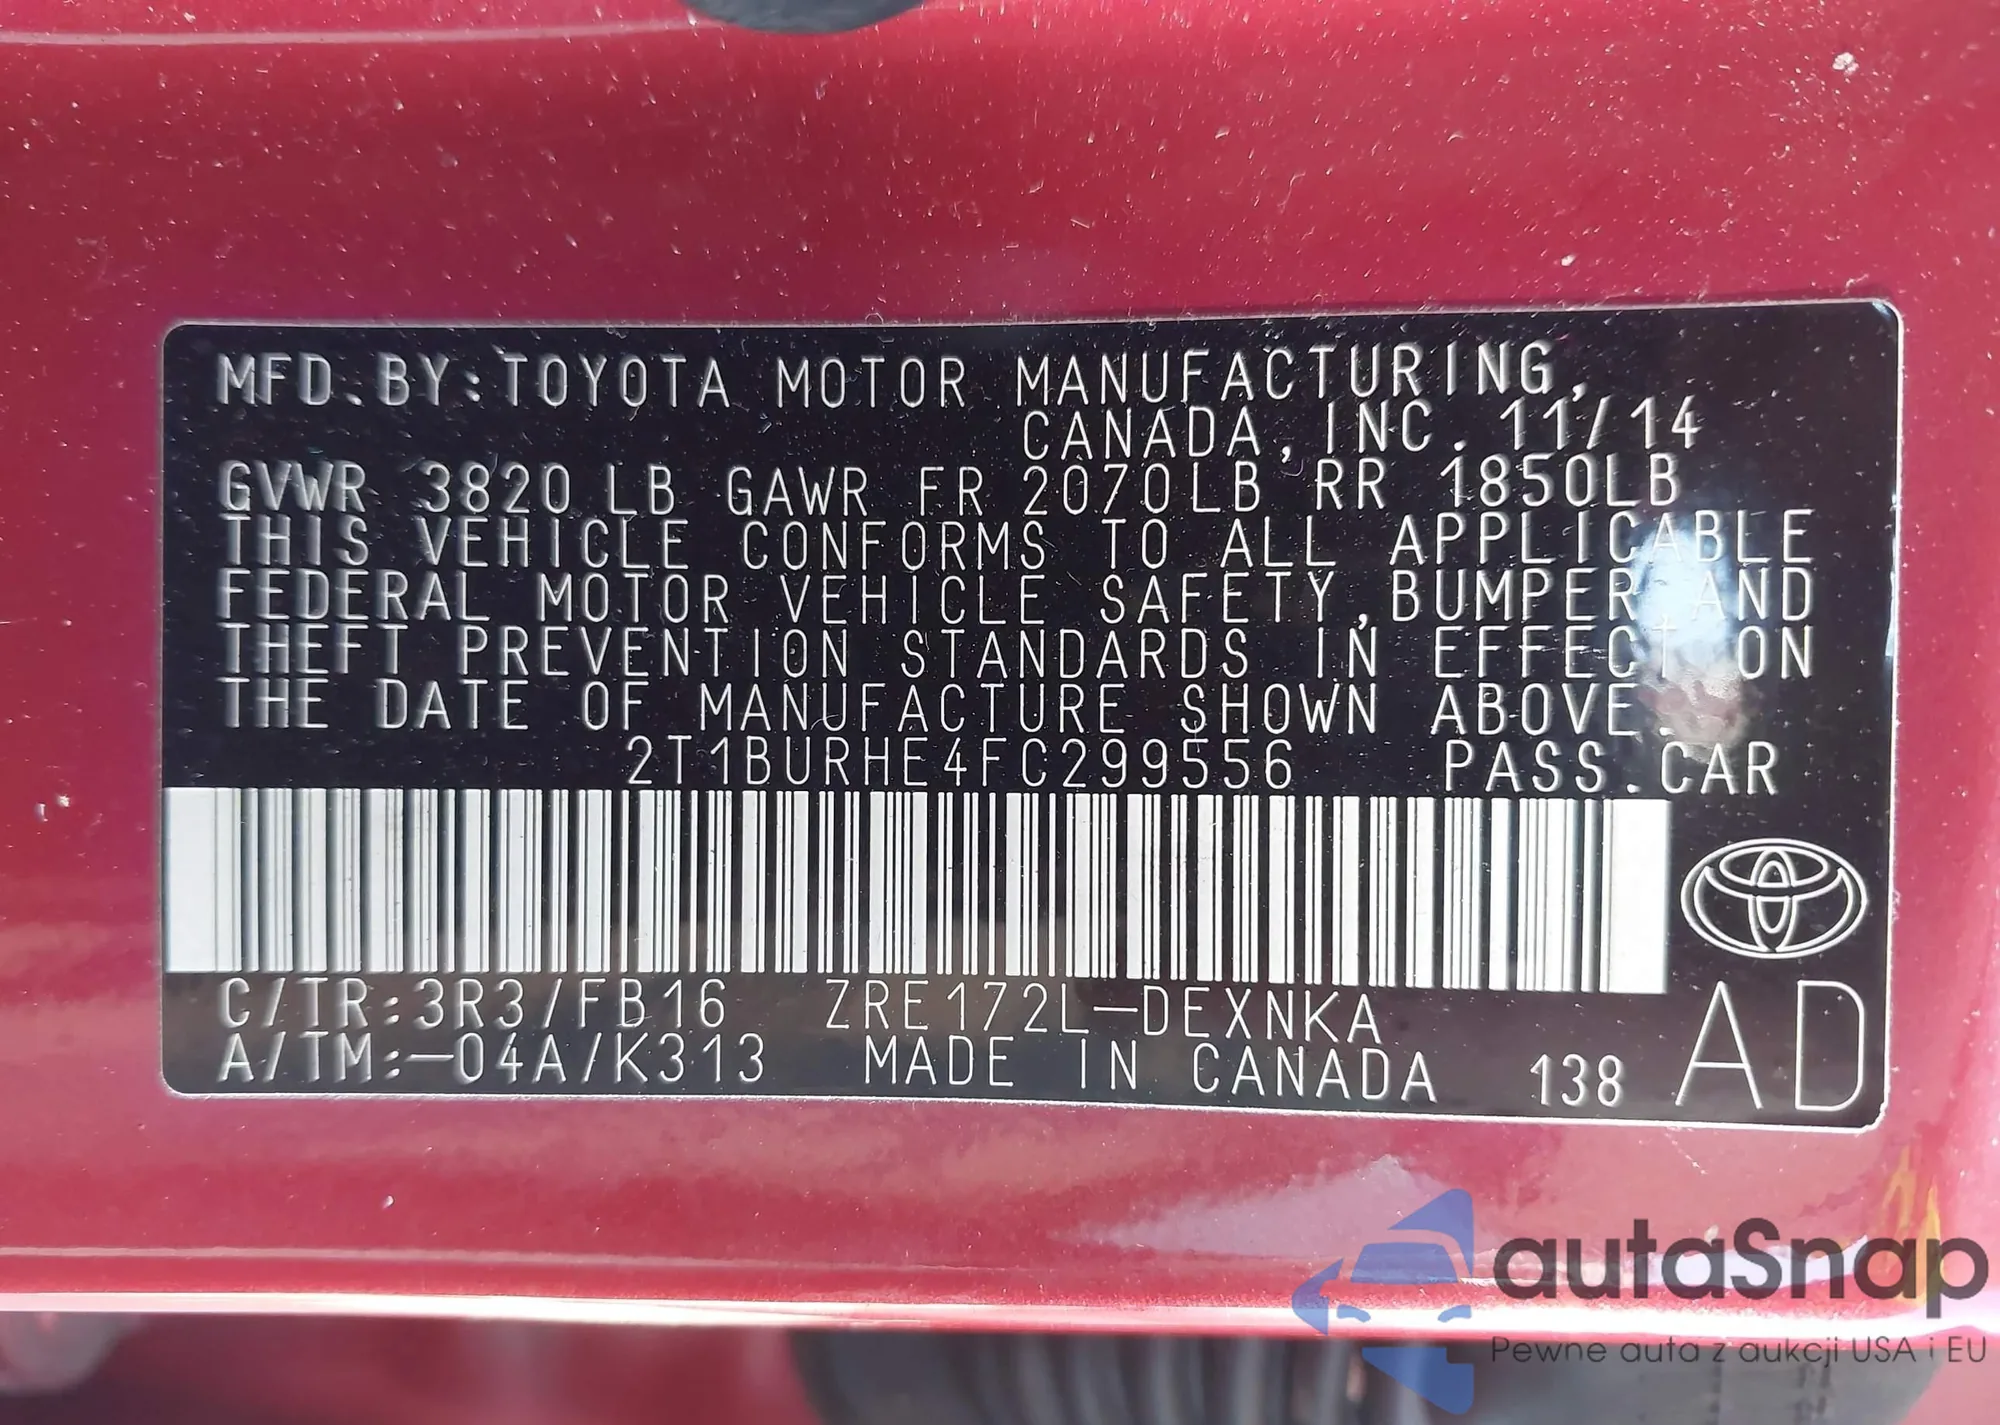 MFD.BY:TOYOTA MOTOR MANUFACTURING,
CANADA,INC. 11/14
GVWR 3820 LB GAWR FR 2070LB RR 1850LB
THIS VEHICLE CONFORMS TO ALL APPLICABLE
FEDERAL MOTOR VEHICLE SAFETY,BUMPER,AND
THEFT PREVENTION STANDARDS IN EFFECT ON
THE DATE OF MANUFACTURE SHOWN ABOVE.
2T1BURHE4FC299556 PASS.CAR
C/TR:3R3/FB16 ZRE172L-DEXNKA
A/TM:-04A/K313 MADE IN CANADA 138 AD
autaSnap
Pewne auta z aukcji USA i EU